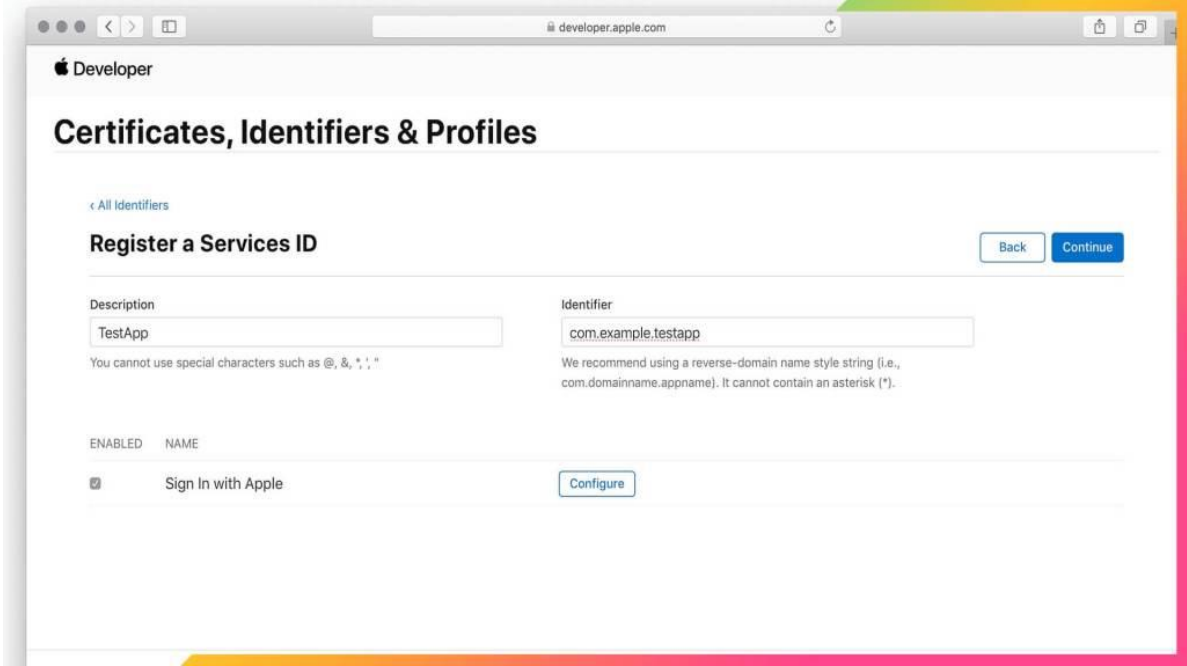 developer.apple.com
Developer
Certificates, Identifiers & Profiles
‹ All Identifiers
Register a Services ID
Back
Continue
Description
Identifier
TestApp
com.example.testapp
You cannot use special characters such as @, &, *, ', "
We recommend using a reverse-domain name style string (i.e.,
com.domainname.appname). It cannot contain an asterisk (*).
ENABLED NAME
Sign In with Apple
Configure